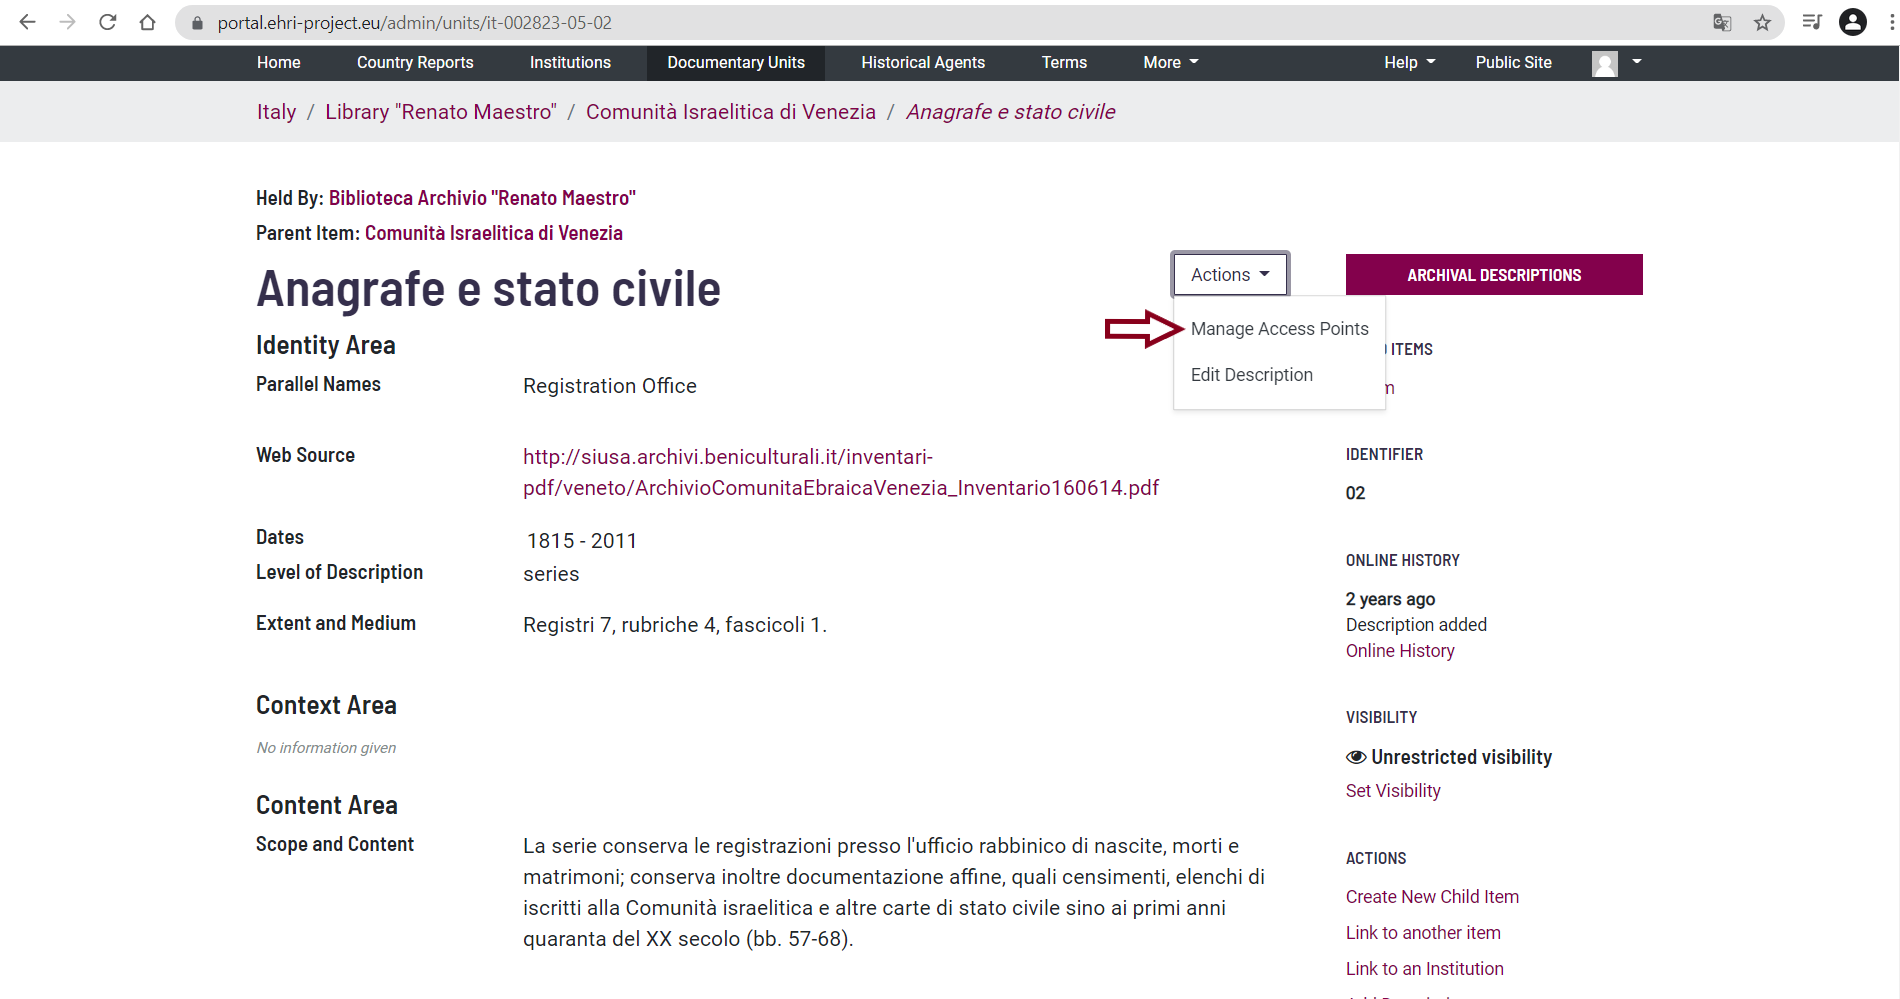 portal.ehri-project.eu/admin/units/it-002823-05-02
Home Country Reports Institutions Documentary Units Historical Agents Terms More Help Public Site
Italy / Library "Renato Maestro" / Comunità Israelitica di Venezia / Anagrafe e stato civile
Held By: Biblioteca Archivio "Renato Maestro"
Parent Item: Comunità Israelitica di Venezia
Anagrafe e stato civile
Actions
Manage Access Points
Edit Description
Identity Area
Parallel Names Registration Office
Web Source http://siusa.archivi.beniculturali.it/inventari-
pdf/veneto/ArchivioComunitaEbraicaVenezia_Inventario160614.pdf
Dates 1815 - 2011
Level of Description series
Extent and Medium Registri 7, rubriche 4, fascicoli 1.
Context Area
No information given
Content Area
Scope and Content La serie conserva le registrazioni presso l'ufficio rabbinico di nascite, morti e
matrimoni; conserva inoltre documentazione affine, quali censimenti, elenchi di
iscritti alla Comunità israelitica e altre carte di stato civile sino ai primi anni
quaranta del XX secolo (bb. 57-68).
ARCHIVAL DESCRIPTIONS
ITEMS
IDENTIFIER
02
ONLINE HISTORY
2 years ago
Description added
Online History
VISIBILITY
Unrestricted visibility
Set Visibility
ACTIONS
Create New Child Item
Link to another item
Link to an Institution